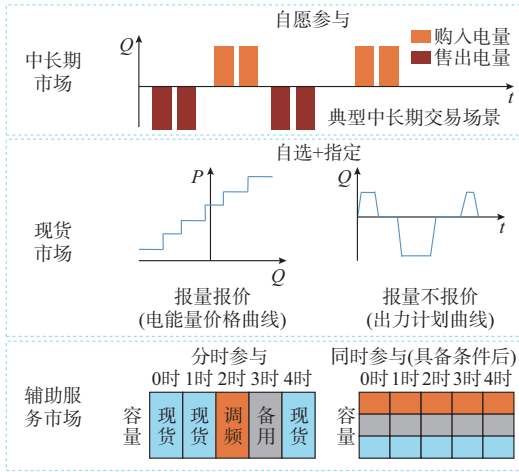 自愿参与
中长期
市场
Q
购入电量
售出电量
t
典型中长期交易场景
自选+指定
现货
市场
P
Q
报量报价
(电能量价格曲线)
Q
t
报量不报价
(出力计划曲线)
辅助服
务市场
分时参与
0时 1时 2时 3时 4时
容量
现货 现货 调频 备用 现货
同时参与(具备条件后)
0时 1时 2时 3时 4时
容量